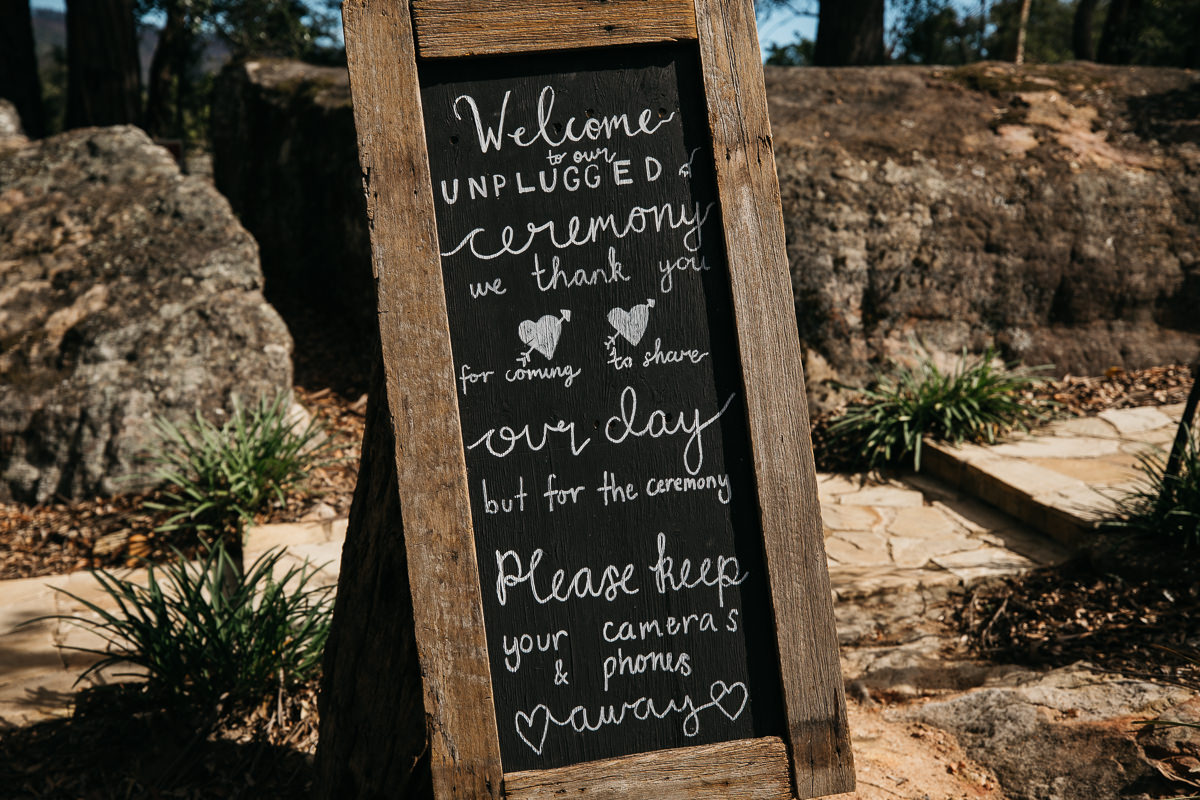 Welcome
to our
UNPLUGGED
ceremony
we thank you
for coming to share
our day
but for the ceremony
Please keep
your cameras
& phones
away